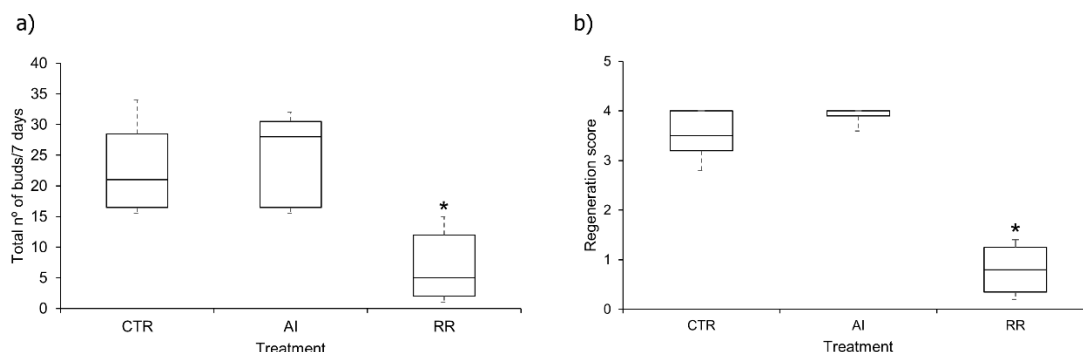 a)
Total nº of buds/7 days
40
35
30
25
20
15
10
5
0
*
CTR
AI
RR
Treatment
b)
Regeneration score
5
4
3
2
1
0
*
CTR
AI
RR
Treatment